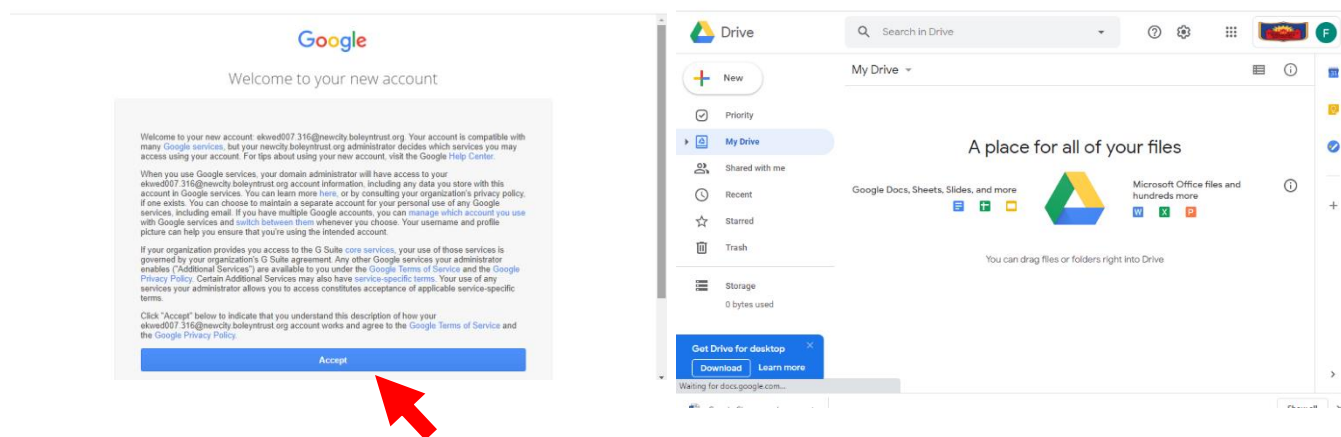 Google
Welcome to your new account
Welcome to your new account: ekwed007.316@newcity.boleyntrust.org. Your account is compatible with
many Google services, but your newcity.boleyntrust.org administrator decides which services you may
access using your account. For tips about using your new account, visit the Google Help Center.
When you use Google services, your domain administrator will have access to your
ekwed007.316@newcity.boleyntrust.org account information, including any data you store with this
account in Google services. You can learn more here, or by consulting your organization's privacy policy,
if one exists. You can choose to maintain a separate account for your personal use of any Google
services, including email. If you have multiple Google accounts, you can manage which account you use
with Google services and switch between them whenever you choose. Your username and profile
picture can help you ensure that you're using the intended account.
If your organization provides you access to the G Suite core services, your use of those services is
governed by your organization's G Suite agreement. Any other Google services your administrator
enables ("Additional Services") are available to you under the Google Terms of Service and the Google
Privacy Policy. Certain Additional Services may also have service-specific terms. Your use of any
services your administrator allows you to access constitutes acceptance of applicable service-specific
terms.
Click "Accept" below to indicate that you understand this description of how your
ekwed007.316@newcity.boleyntrust.org account works and agree to the Google Terms of Service and
the Google Privacy Policy.
Accept
Drive
Search in Drive
F
New
My Drive
Priority
My Drive
Shared with me
Recent
Starred
Trash
Storage
0 bytes used
A place for all of your files
Google Docs, Sheets, Slides, and more
Microsoft Office files and
hundreds more
W X P
You can drag files or folders right into Drive
Get Drive for desktop
Download Learn more
Waiting for docs.google.com...
31